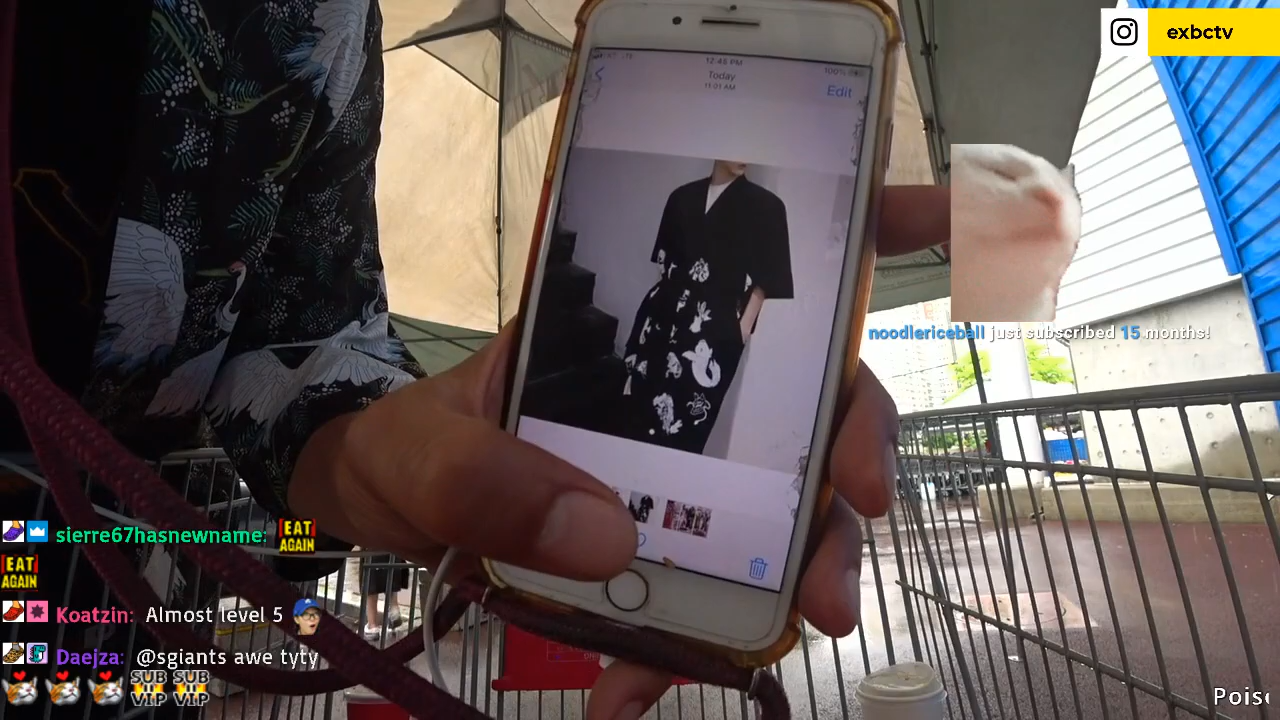 exbctv
12:48 PM
Today
11:01 AM
100%
Edit
noodlericeball just subscribed 15 months!
sierre67hasnewname: EAT AGAIN
EAT AGAIN
Koatzin: Almost level 5
Daejza: @sgiants awe tyty
SUB VIP SUB VIP